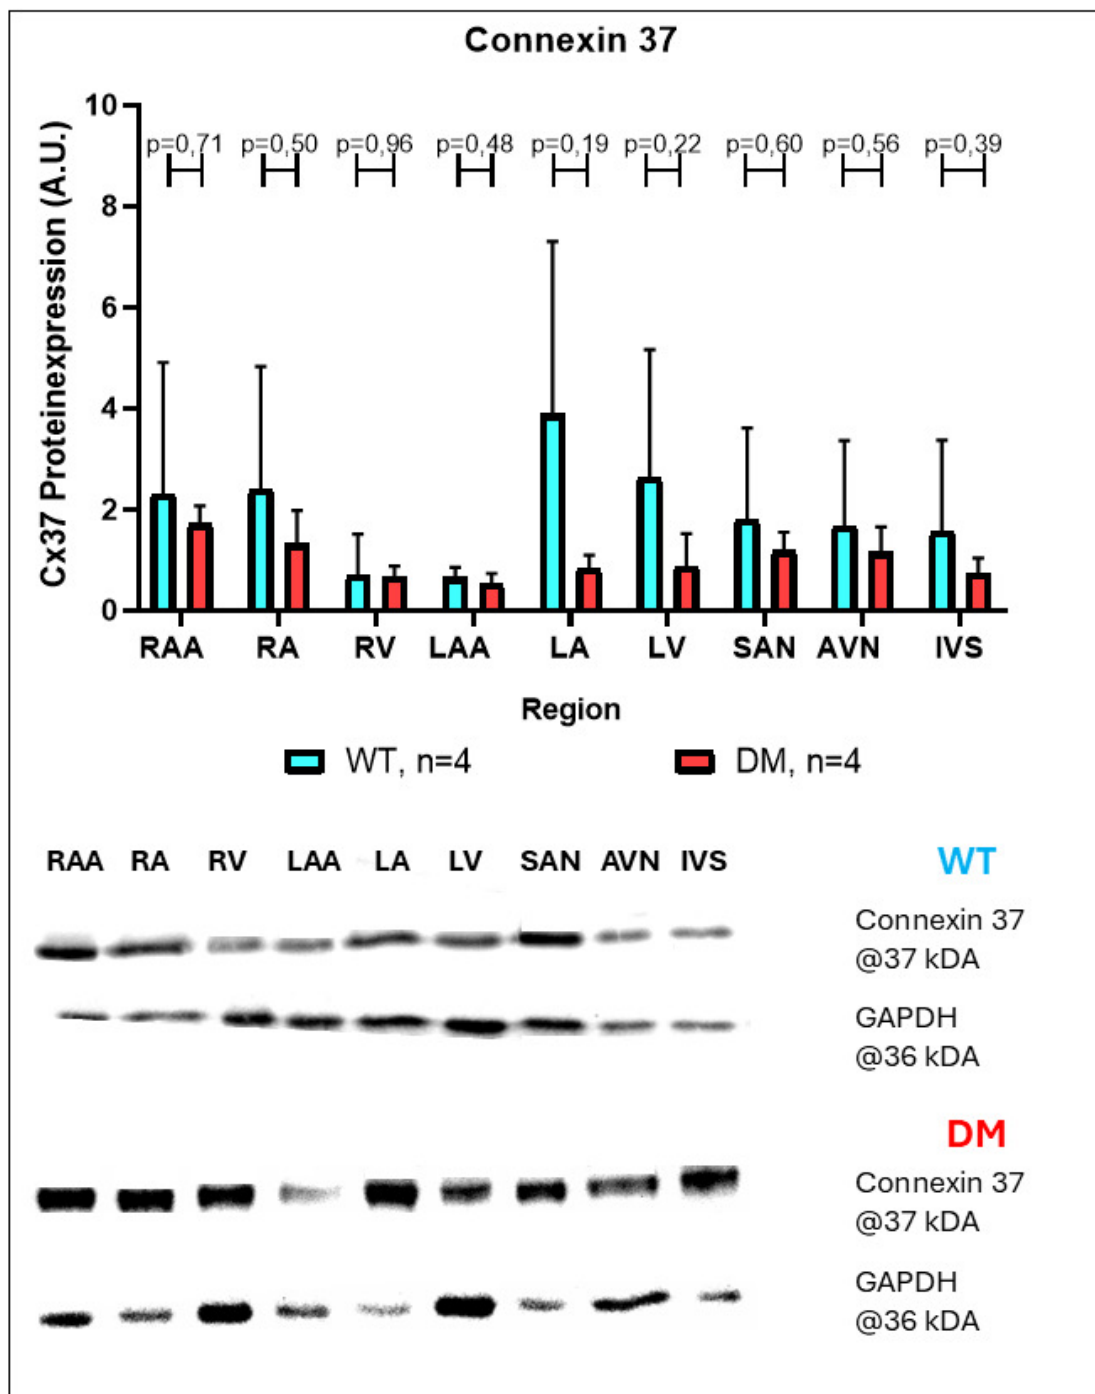 Connexin 37
Cx37 Proteinexpression (A.U.)
10
8
6
4
2
0
p=0,71 p=0,50 p=0,96 p=0,48 p=0,19 p=0,22 p=0,60 p=0,56 p=0,39
RAA RA RV LAA LA LV SAN AVN IVS
Region
WT, n=4 DM, n=4
RAA RA RV LAA LA LV SAN AVN IVS
WT
Connexin 37
@37 kDA
GAPDH
@36 kDA
DM
Connexin 37
@37 kDA
GAPDH
@36 kDA